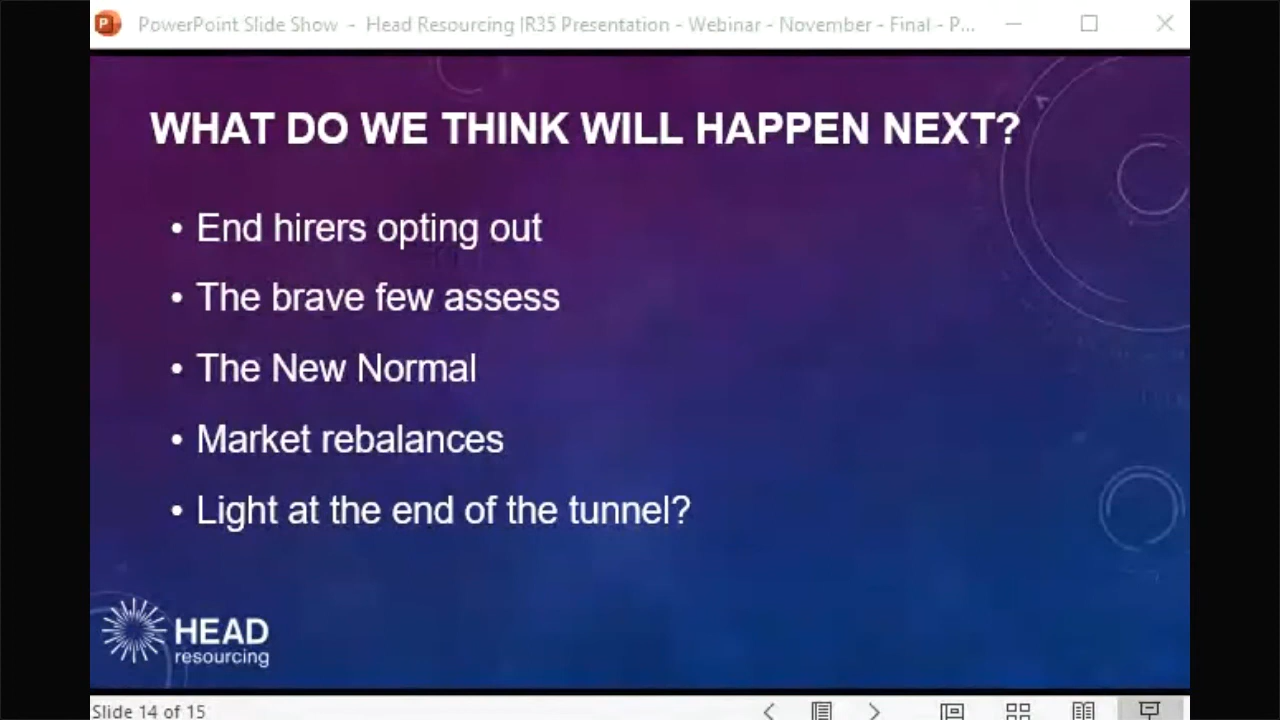 PowerPoint Slide Show - Head Resourcing IR35 Presentation - Webinar - November - Final - P...
WHAT DO WE THINK WILL HAPPEN NEXT?
• End hirers opting out
• The brave few assess
• The New Normal
• Market rebalances
• Light at the end of the tunnel?
HEAD
resourcing
Slide 14 of 15